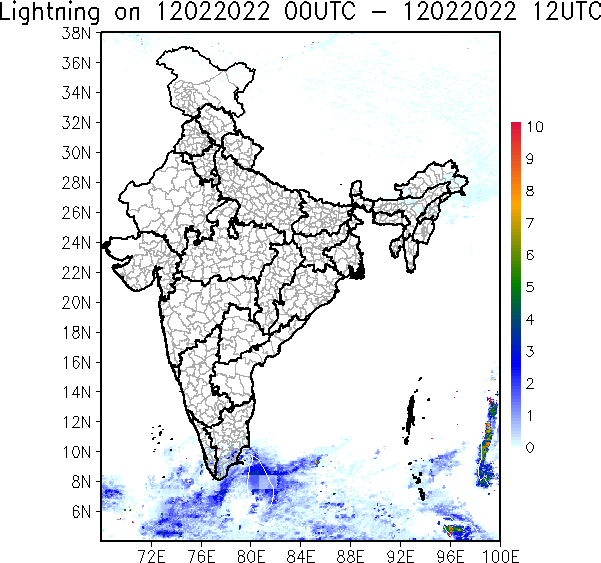 Lightning on 12022022 00UTC – 12022022 12UTC
38N
36N
34N
32N
30N
28N
26N
24N
22N
20N
18N
16N
14N
12N
10N
8N
6N
72E 76E 80E 84E 88E 92E 96E 100E
10
9
8
7
6
5
4
3
2
1
0